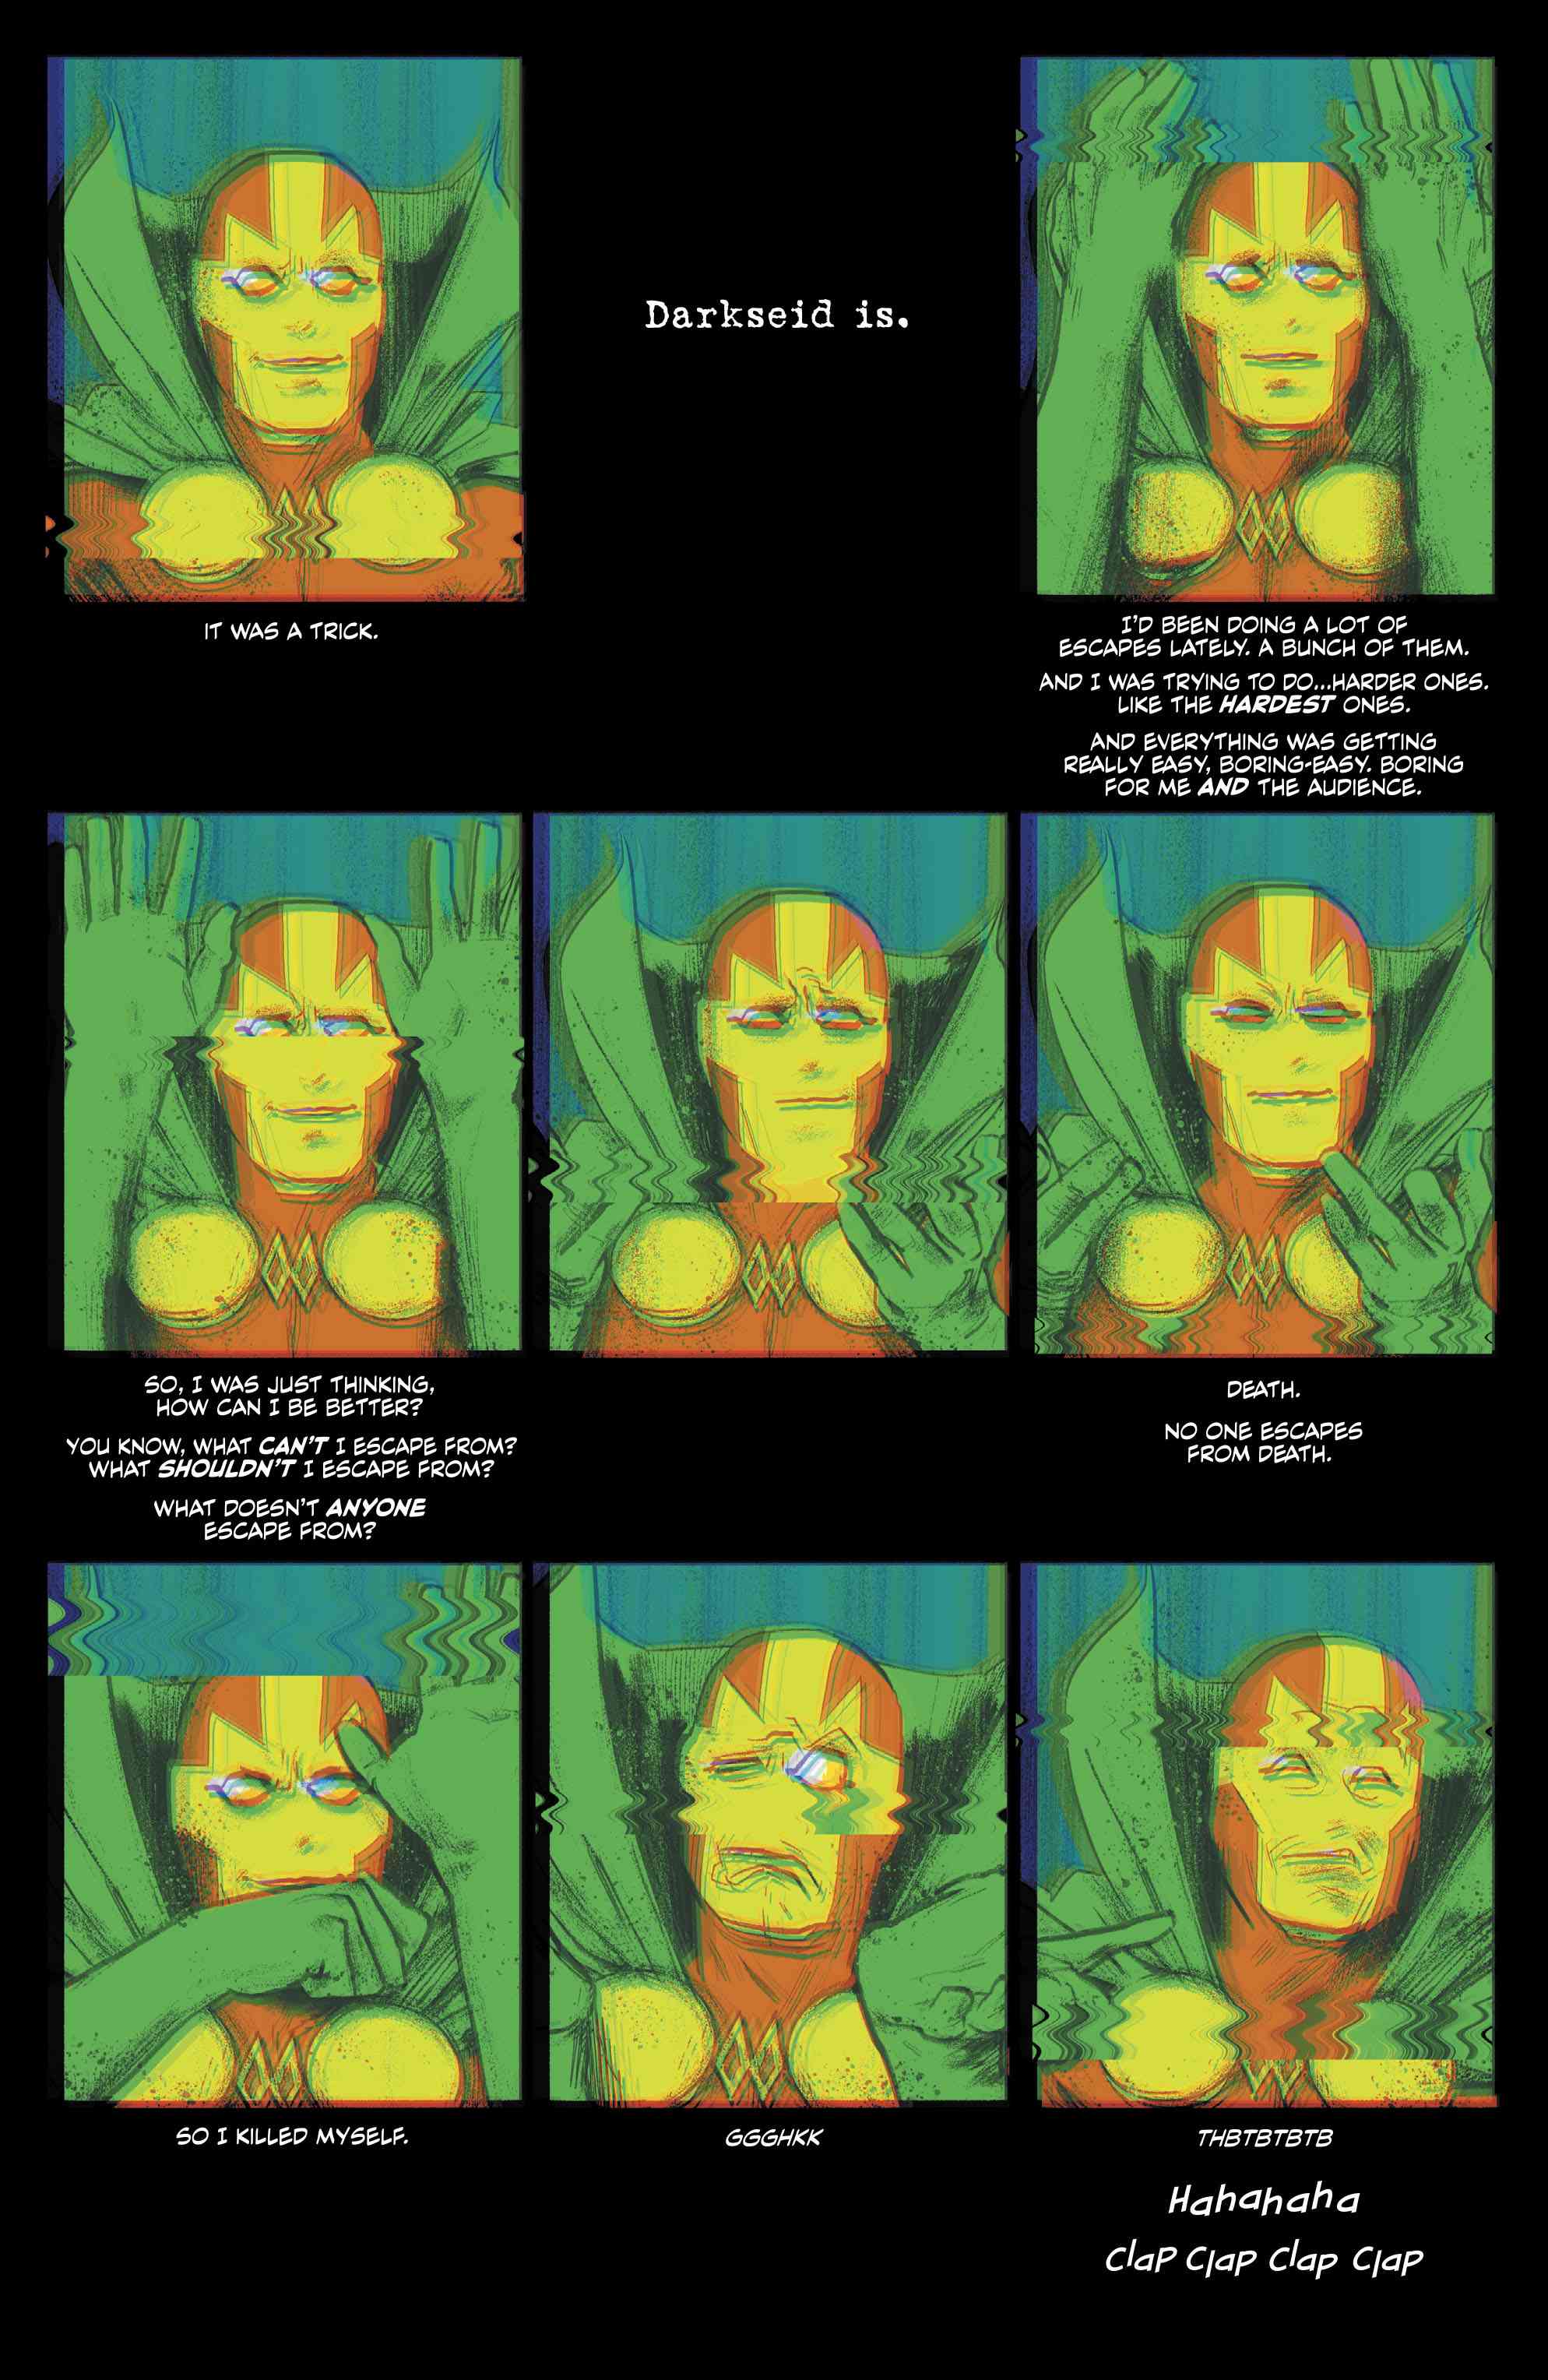 IT WAS A TRICK.
Darkseid is.
I'D BEEN DOING A LOT OF
ESCAPES LATELY. A BUNCH OF THEM.
AND I WAS TRYING TO DO...HARDER ONES.
LIKE THE HARDEST ONES.
AND EVERYTHING WAS GETTING
REALLY EASY, BORING-EASY. BORING
FOR ME AND THE AUDIENCE.
SO, I WAS JUST THINKING,
HOW CAN I BE BETTER?
YOU KNOW, WHAT CAN'T I ESCAPE FROM?
WHAT SHOULDN'T I ESCAPE FROM?
WHAT DOESN'T ANYONE
ESCAPE FROM?
DEATH.
NO ONE ESCAPES
FROM DEATH.
SO I KILLED MYSELF.
GGGHKK
THBTBTBTB
Hahahaha
Clap Clap Clap Clap